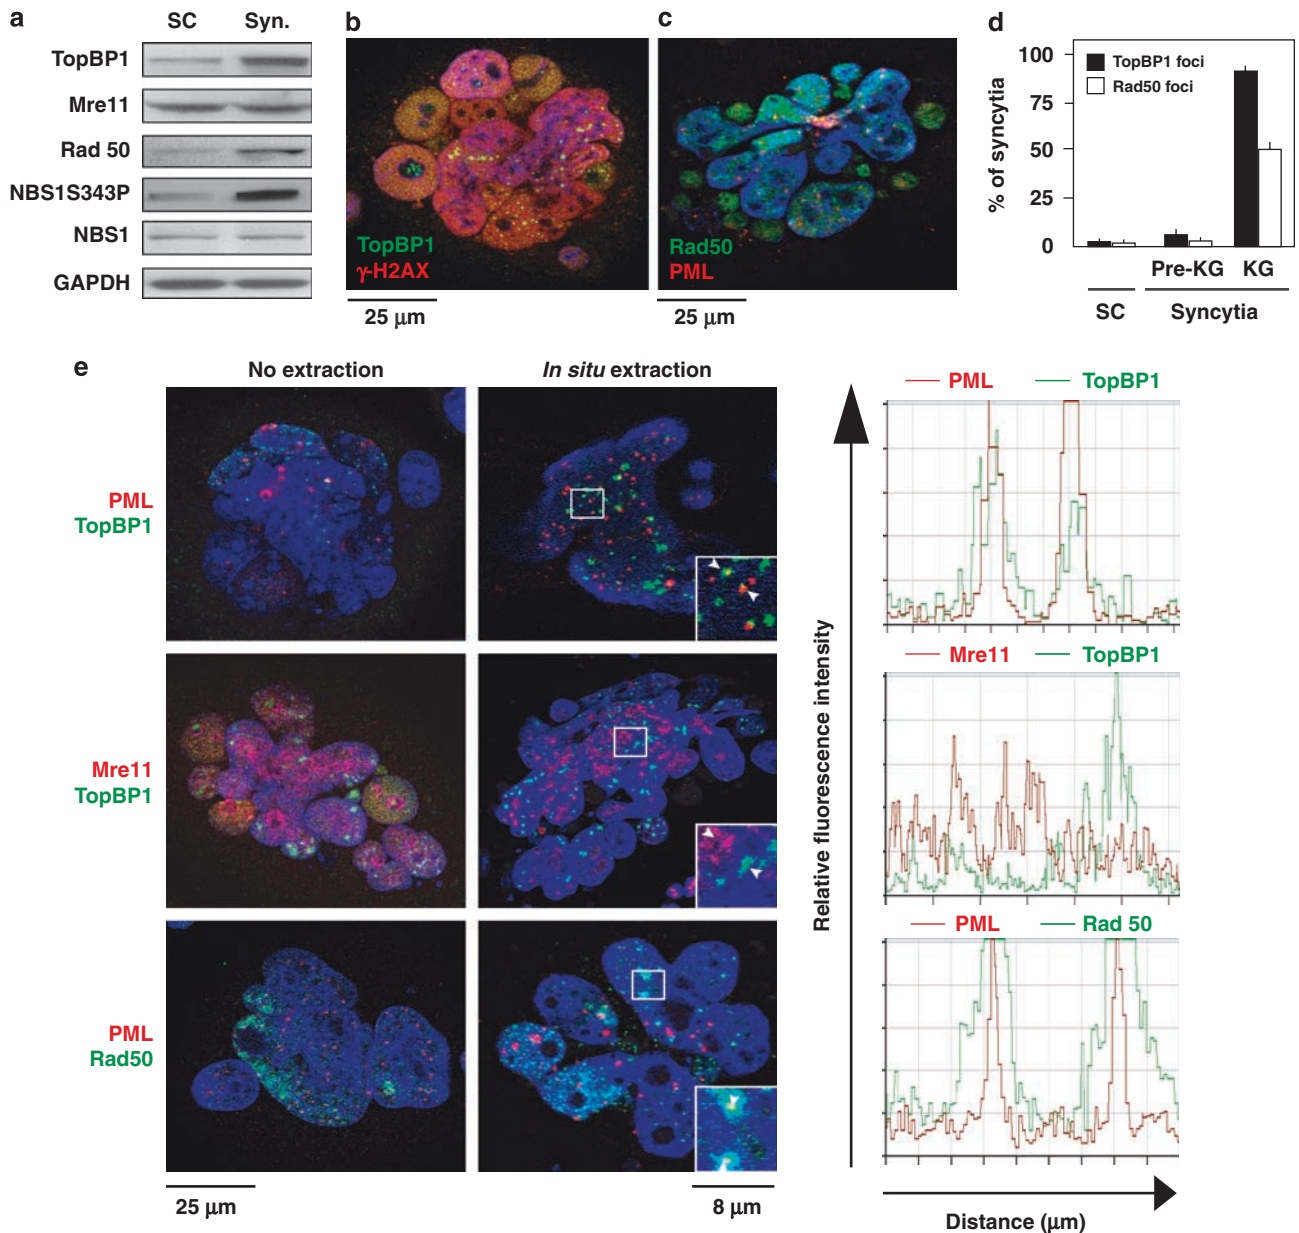 a
SC Syn.
TopBP1
Mre11
Rad 50
NBS1S343P
NBS1
GAPDH
b
TopBP1
γ-H2AX
25 μm
c
Rad50
PML
25 μm
d
% of syncytia
100
75
50
25
0
TopBP1 foci
Rad50 foci
Pre-KG KG
SC Syncytia
e
No extraction
In situ extraction
PML
TopBP1
Mre11
TopBP1
PML
Rad50
25 μm
8 μm
Relative fluorescence intensity
PML TopBP1
Mre11 TopBP1
PML Rad 50
Distance (μm)